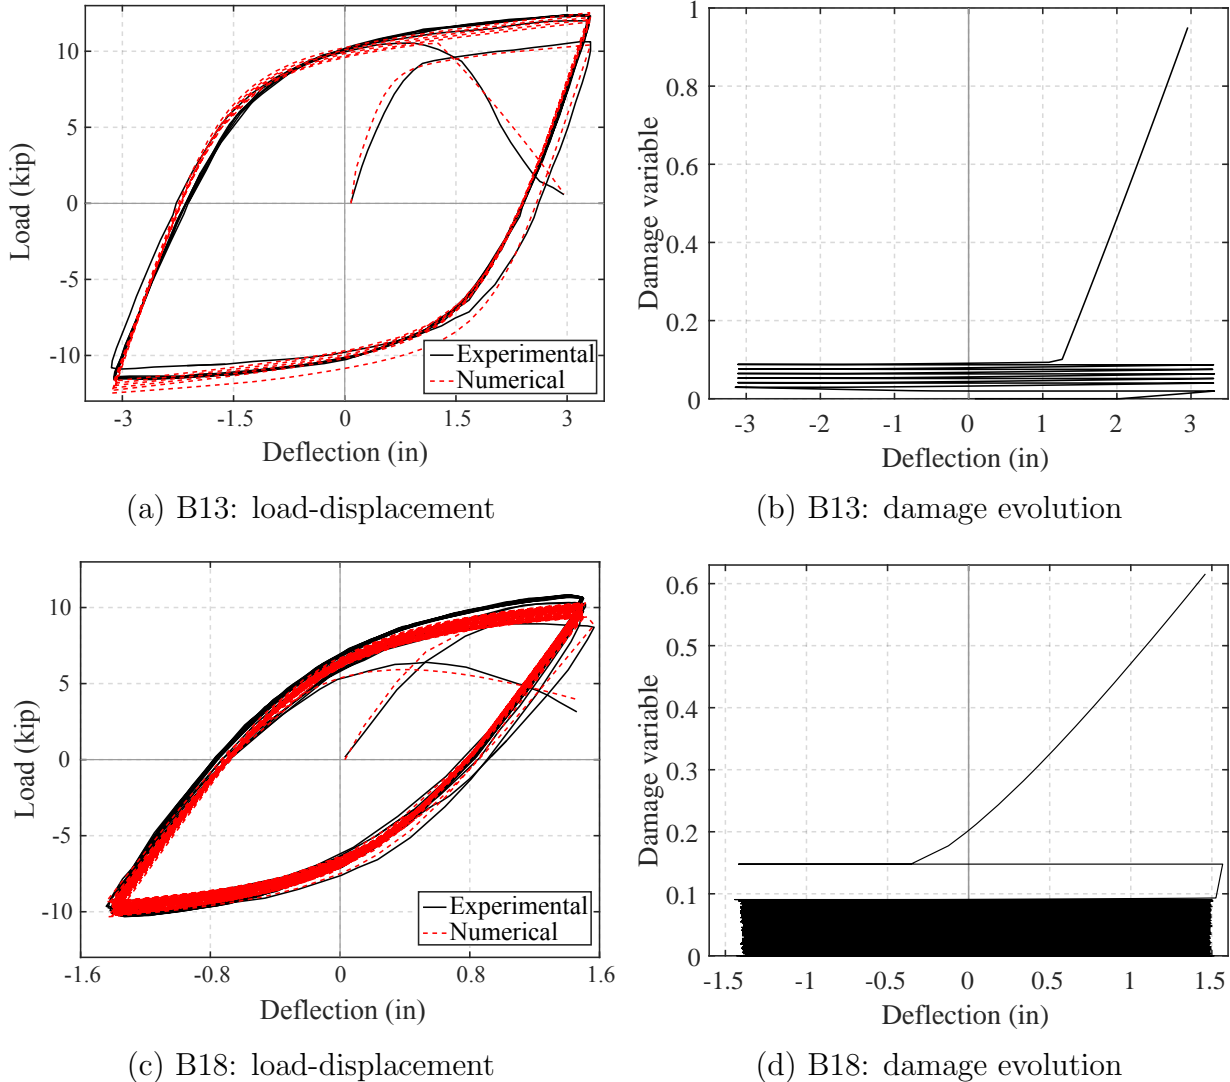 10
5
0
-5
-10
Load (kip)
-3
-1.5
0
1.5
3
Deflection (in)
Experimental
Numerical
(a) B13: load-displacement
1
0.8
0.6
0.4
0.2
0
Damage variable
-3
-2
-1
0
1
2
3
Deflection (in)
(b) B13: damage evolution
10
5
0
-5
-10
Load (kip)
-1.6
-0.8
0
0.8
1.6
Deflection (in)
Experimental
Numerical
(c) B18: load-displacement
0.6
0.5
0.4
0.3
0.2
0.1
0
Damage variable
-1.5
-1
-0.5
0
0.5
1
1.5
Deflection (in)
(d) B18: damage evolution